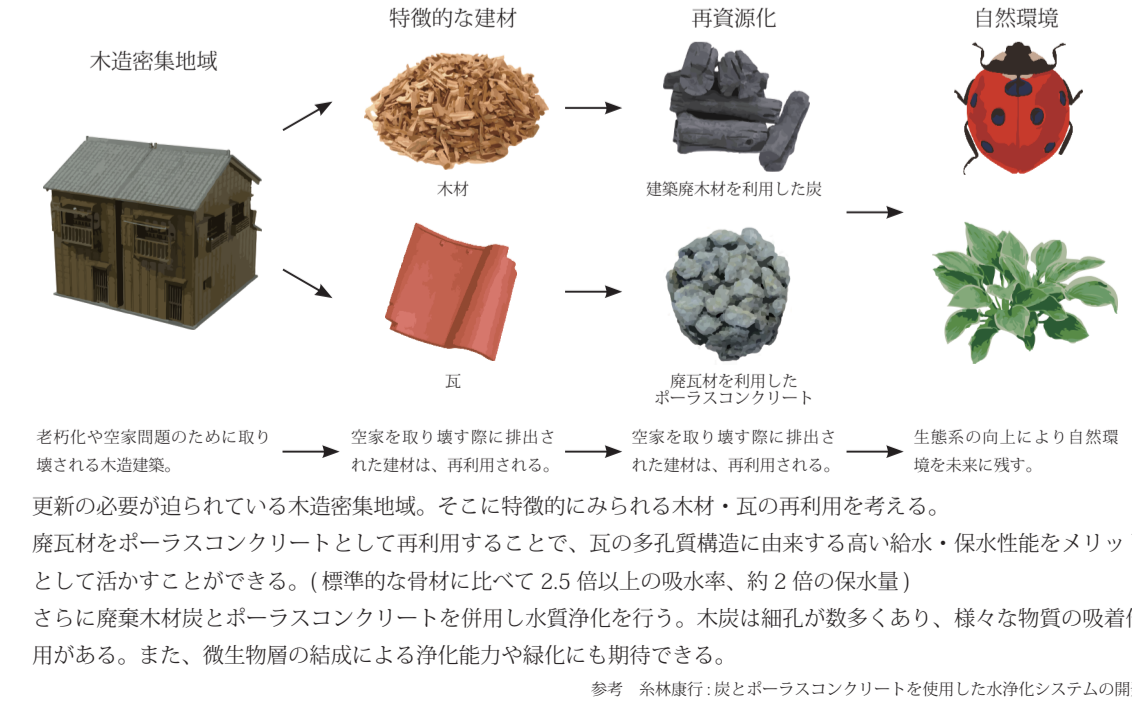 木造密集地域
特徴的な建材
再資源化
自然環境
木材
建築廃木材を利用した炭
瓦
廃瓦材を利用した
ポーラスコンクリート
老朽化や空家問題のために取り
壊される木造建築。
空家を取り壊す際に排出さ
れた建材は、再利用される。
空家を取り壊す際に排出さ
れた建材は、再利用される。
生態系の向上により自然環
境を未来に残す。
更新の必要が迫られている木造密集地域。そこに特徴的にみられる木材・瓦の再利用を考える。
廃瓦材をポーラスコンクリートとして再利用することで、瓦の多孔質構造に由来する高い給水・保水性能をメリッ
として活かすことができる。( 標準的な骨材に比べて 2.5 倍以上の吸水率、約 2 倍の保水量 )
さらに廃棄木材炭とポーラスコンクリートを併用し水質浄化を行う。木炭は細孔が数多くあり、様々な物質の吸着
用がある。また、微生物層の結成による浄化能力や緑化にも期待できる。
参考　糸林康行 : 炭とポーラスコンクリートを使用した水浄化システムの開